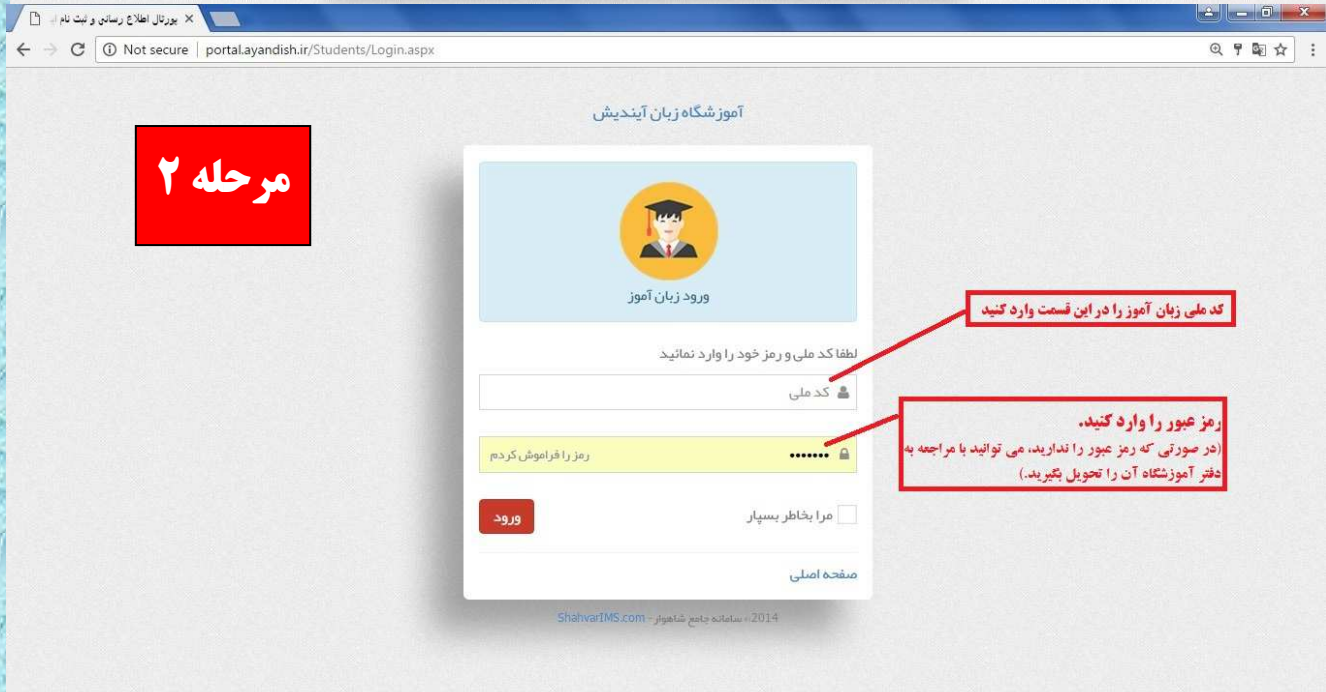 پورتال اطلاع رسانی و ثبت نام
Not secure | portal.ayandish.ir/Students/Login.aspx
آموزشگاه زبان آیندیش
مرحله ۲
ورود زبان آموز
کد ملی زبان آموز را در این قسمت وارد کنید
لطفا کد ملی و رمز خود را وارد نمائید
کد ملی
رمز عبور را وارد کنید.
(در صورتی که رمز عبور را ندارید، می توانید با مراجعه به
دفتر آموزشگاه آن را تحویل بگیرید.)
••••••• رمز را فراموش کردم
مرا بخاطر بسپار
ورود
صفحه اصلی
2014© سامانه جامع شاهوار - ShahvarIMS.com